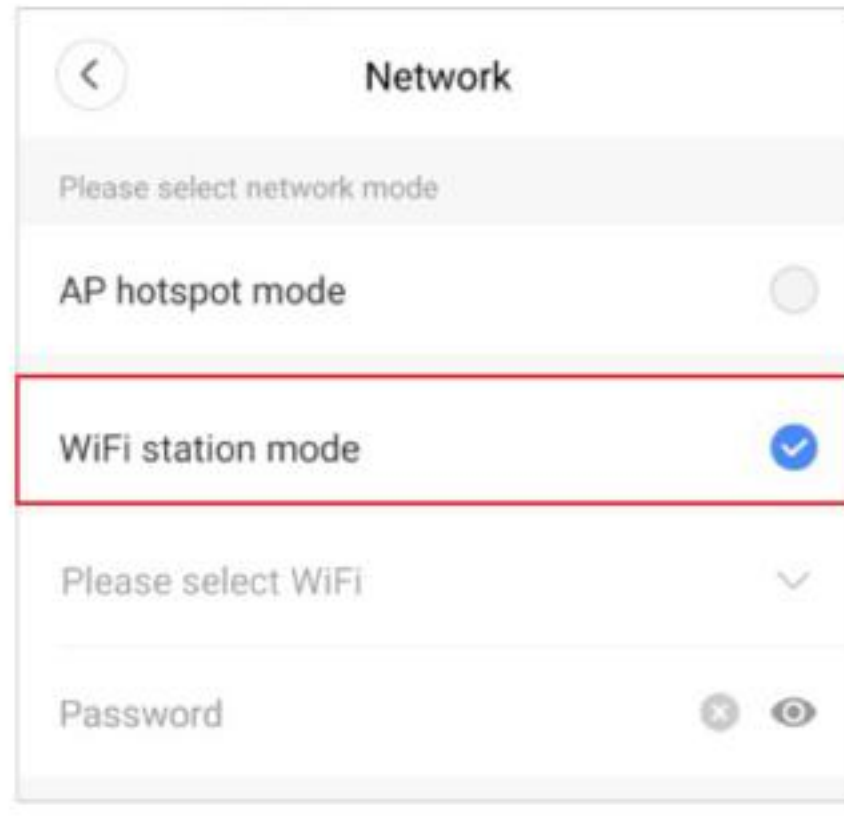 Network
Please select network mode
AP hotspot mode
WiFi station mode
Please select WiFi
Password